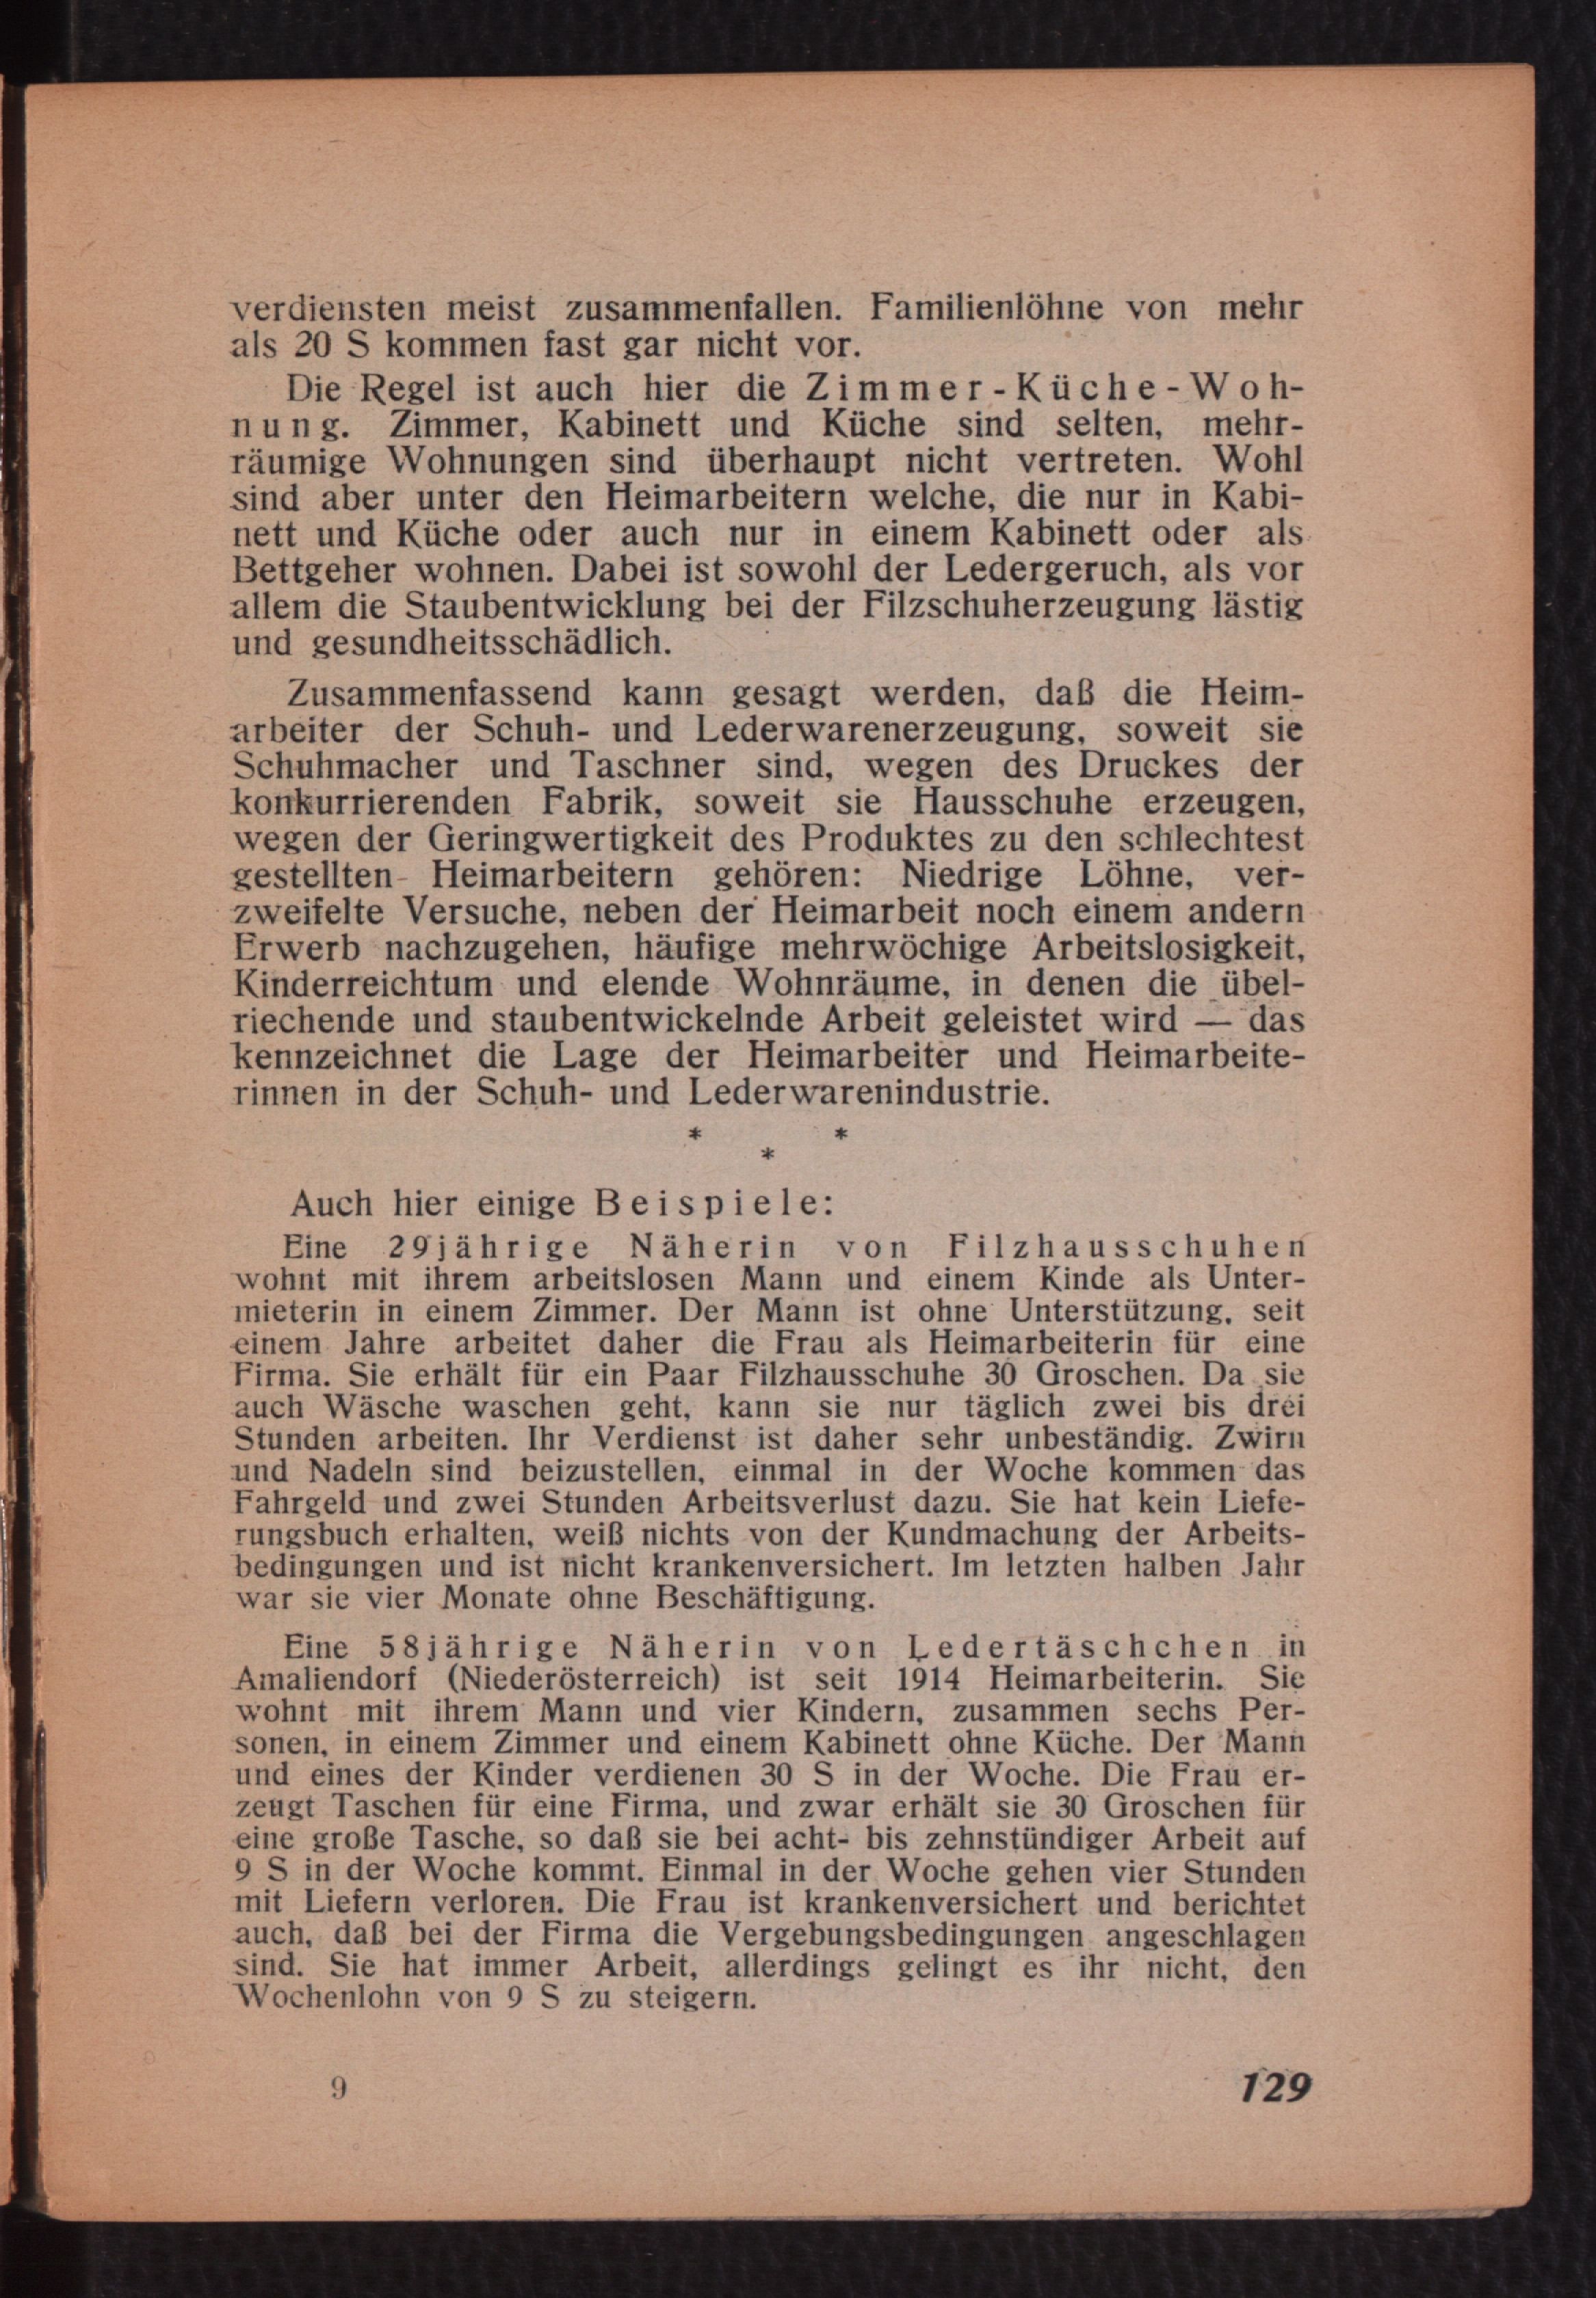 verdiensten meist zusammenfallen. Familienlöhne von mehr
als 20 S kommen fast gar nicht vor.
Die Regel ist auch hier die Zimmer-Küche-Woh-
nung. Zimmer, Kabinett und Küche sind selten, mehr-
räumige Wohnungen sind überhaupt nicht vertreten. Wohl
sind aber unter den Heimarbeitern welche, die nur in Kabi-
nett und Küche oder auch nur in einem Kabinett oder als
Bettgeher wohnen. Dabei ist sowohl der Ledergeruch, als vor
allem die Staubentwicklung bei der Filzschuherzeugung lästig
und gesundheitsschädlich.
Zusammenfassend kann gesagt werden, daß die Heim-
arbeiter der Schuh- und Lederwarenerzeugung, soweit sie
Schuhmacher und Taschner sind, wegen des Druckes der
konkurrierenden Fabrik, soweit sie Hausschuhe erzeugen,
wegen der Geringwertigkeit des Produktes zu den schlechtest
gestellten Heimarbeitern gehören: Niedrige Löhne, ver-
zweifelte Versuche, neben der Heimarbeit noch einem andern
Erwerb nachzugehen, häufige mehrwöchige Arbeitslosigkeit,
Kinderreichtum und elende Wohnräume, in denen die übel-
riechende und staubentwickelnde Arbeit geleistet wird — das
kennzeichnet die Lage der Heimarbeiter und Heimarbeite-
rinnen in der Schuh- und Lederwarenindustrie.
* * *
Auch hier einige Beispiele:
Eine 29jährige Näherin von Filzhausschuhen
wohnt mit ihrem arbeitslosen Mann und einem Kinde als Unter-
mieterin in einem Zimmer. Der Mann ist ohne Unterstützung, seit
einem Jahre arbeitet daher die Frau als Heimarbeiterin für eine
Firma. Sie erhält für ein Paar Filzhausschuhe 30 Groschen. Da sie
auch Wäsche waschen geht, kann sie nur täglich zwei bis drei
Stunden arbeiten. Ihr Verdienst ist daher sehr unbeständig. Zwirn
und Nadeln sind beizustellen, einmal in der Woche kommen das
Fahrgeld und zwei Stunden Arbeitsverlust dazu. Sie hat kein Liefe-
rungsbuch erhalten, weiß nichts von der Kundmachung der Arbeits-
bedingungen und ist nicht krankenversichert. Im letzten halben Jahr
war sie vier Monate ohne Beschäftigung.
Eine 58jährige Näherin von Ledertäschchen in
Amaliendorf (Niederösterreich) ist seit 1914 Heimarbeiterin. Sie
wohnt mit ihrem Mann und vier Kindern, zusammen sechs Per-
sonen, in einem Zimmer und einem Kabinett ohne Küche. Der Mann
und eines der Kinder verdienen 30 S in der Woche. Die Frau er-
zeugt Taschen für eine Firma, und zwar erhält sie 30 Groschen für
eine große Tasche, so daß sie bei acht- bis zehnstündiger Arbeit auf
9 S in der Woche kommt. Einmal in der Woche gehen vier Stunden
mit Liefern verloren. Die Frau ist krankenversichert und berichtet
auch, daß bei der Firma die Vergebungsbedingungen angeschlagen
sind. Sie hat immer Arbeit, allerdings gelingt es ihr nicht, den
Wochenlohn von 9 S zu steigern.
9 129